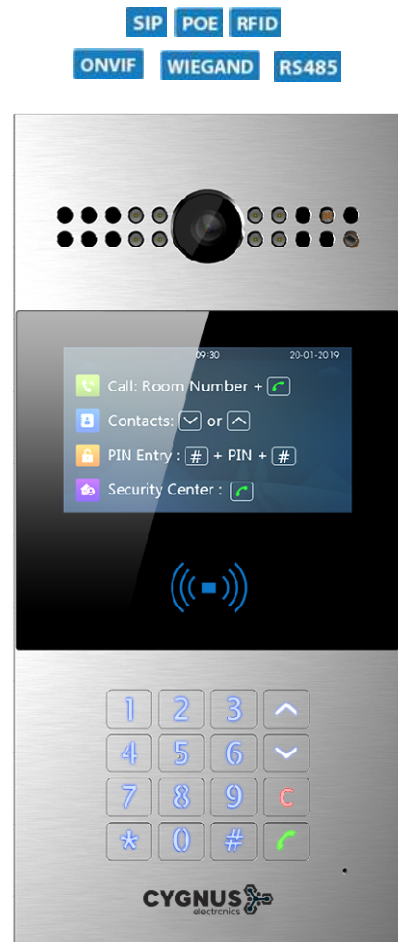 SIP POE RFID
ONVIF WIEGAND RS485
09:30 20-01-2019
Call: Room Number +
Contacts: or
PIN Entry : # + PIN + #
Security Center :
1 2 3
4 5 6
7 8 9 C
* 0 #
CYGNUS
electronics